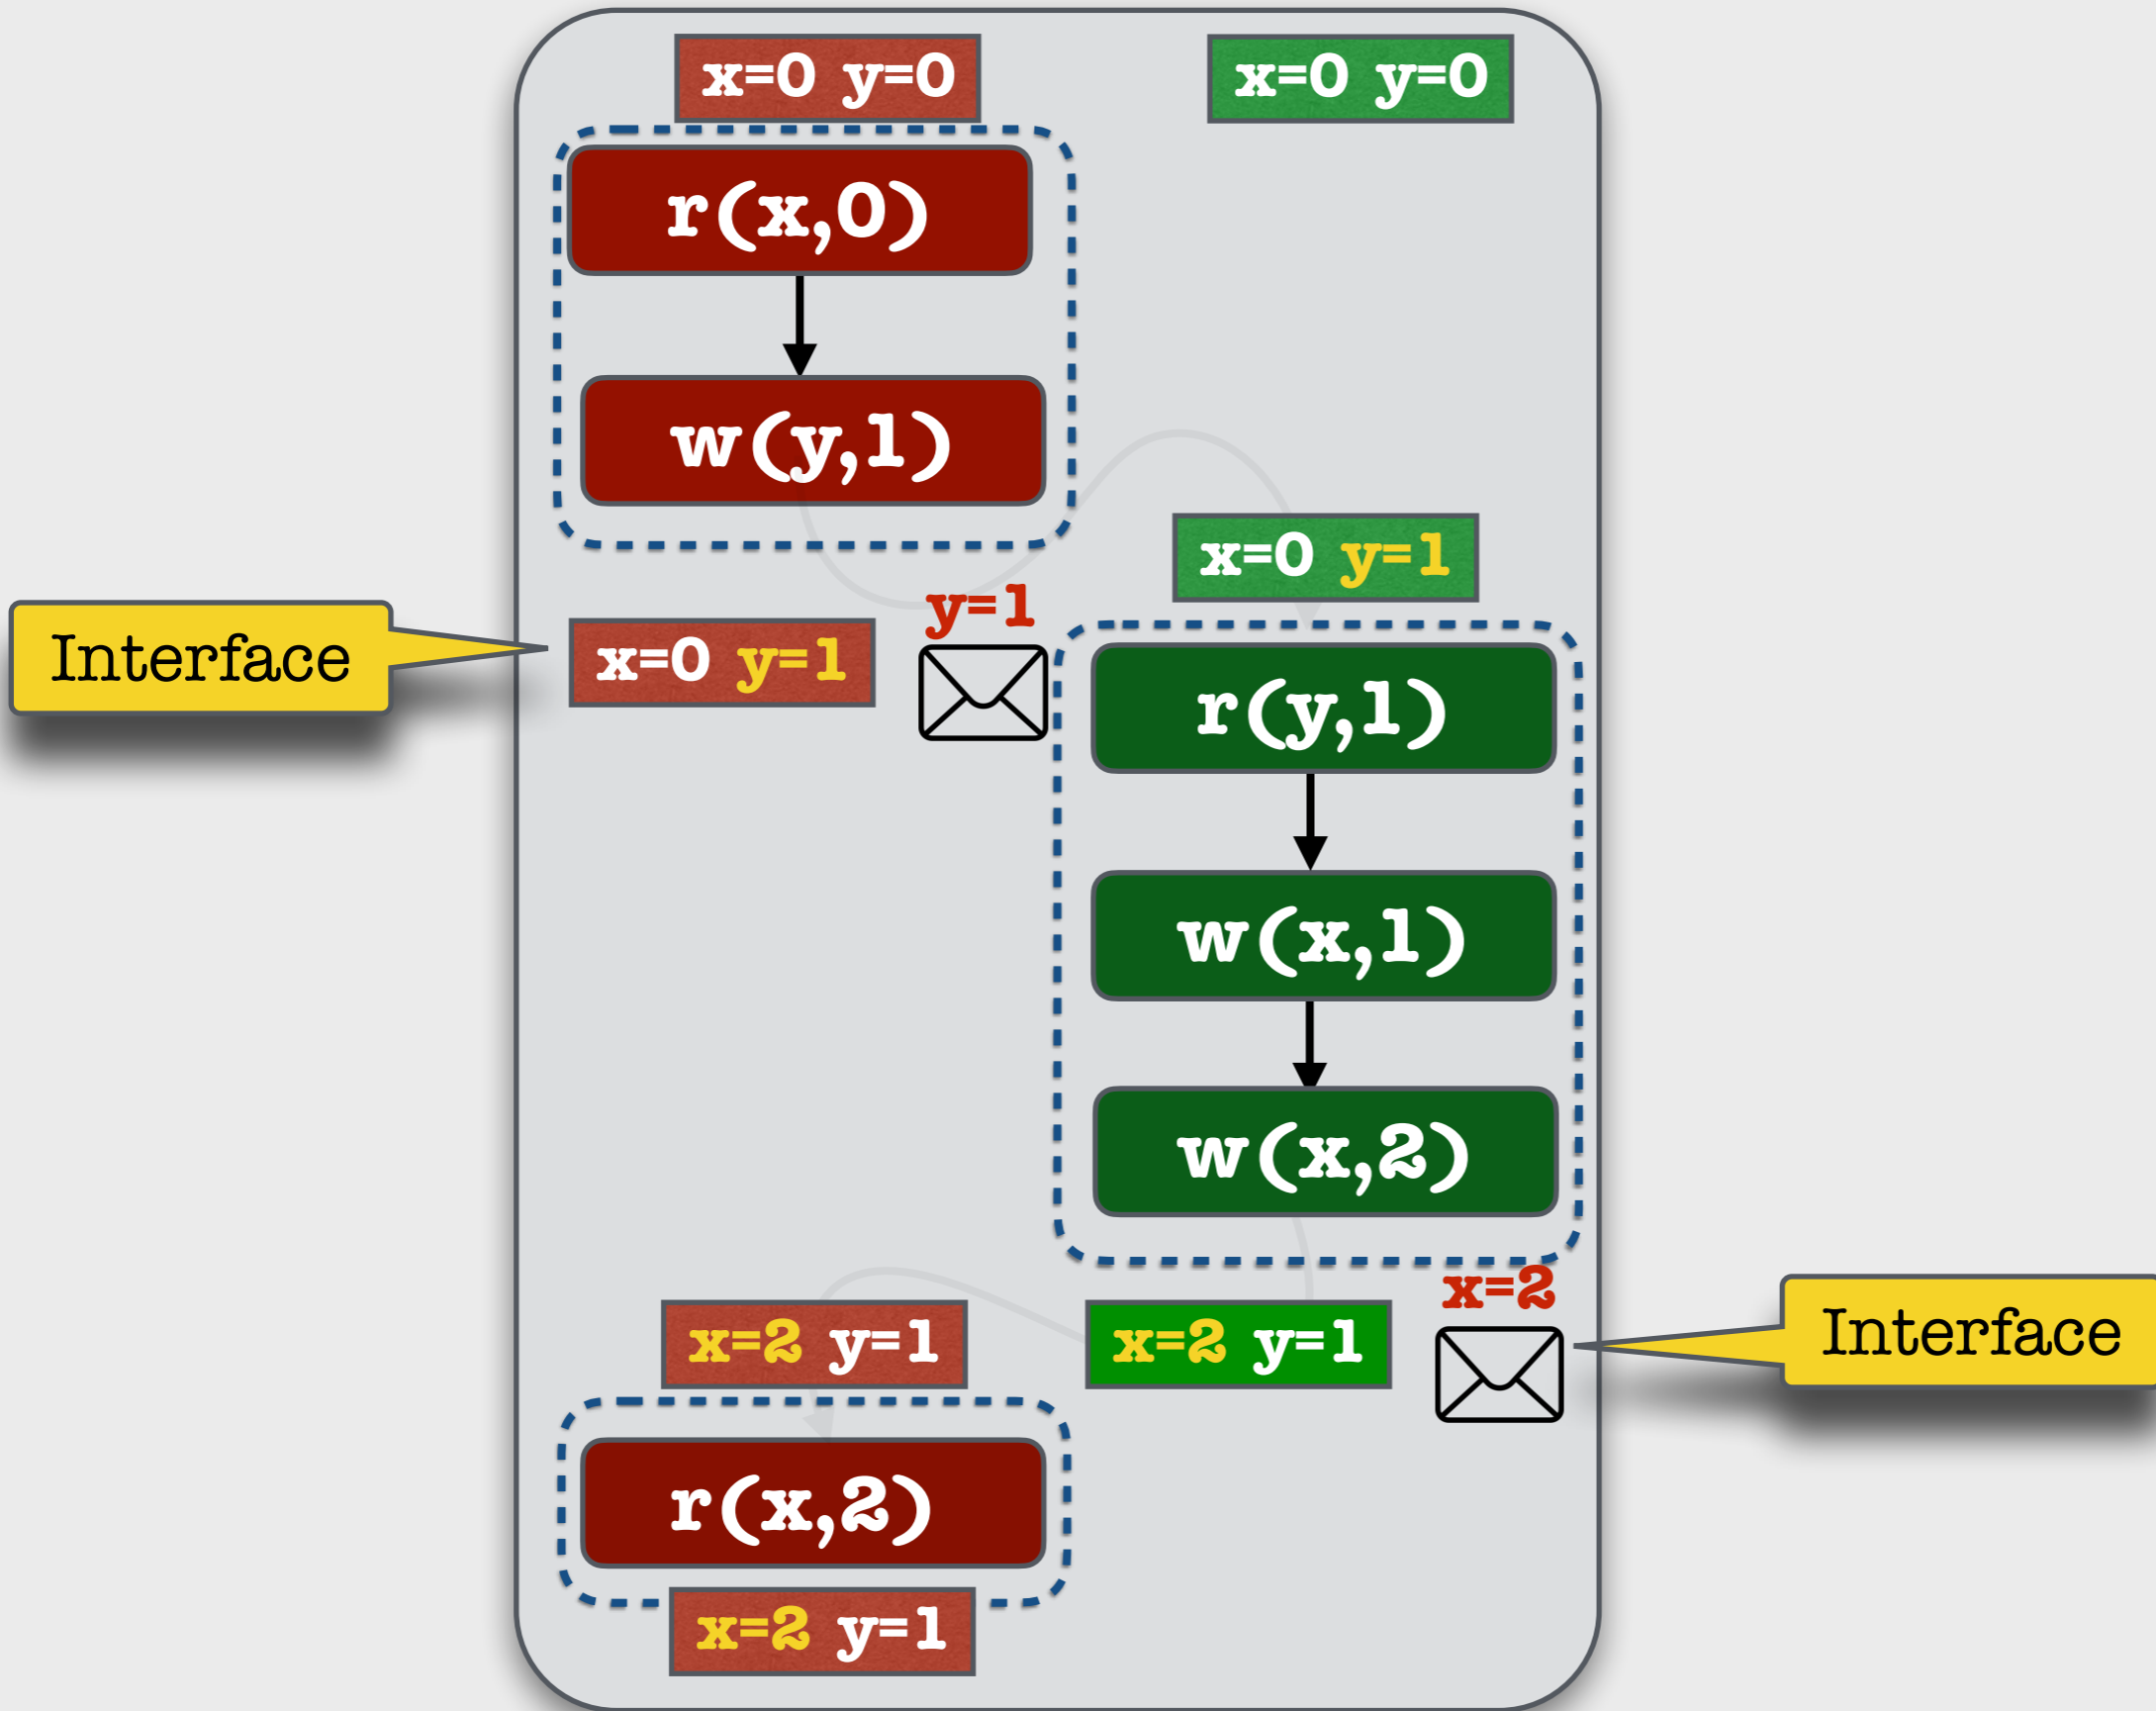 x=0 y=0
x=0 y=0
r(x,0)
w(y,1)
x=0 y=1
y=1
Interface
x=0 y=1
r(y,1)
w(x,1)
w(x,2)
x=2
x=2 y=1
x=2 y=1
Interface
r(x,2)
x=2 y=1